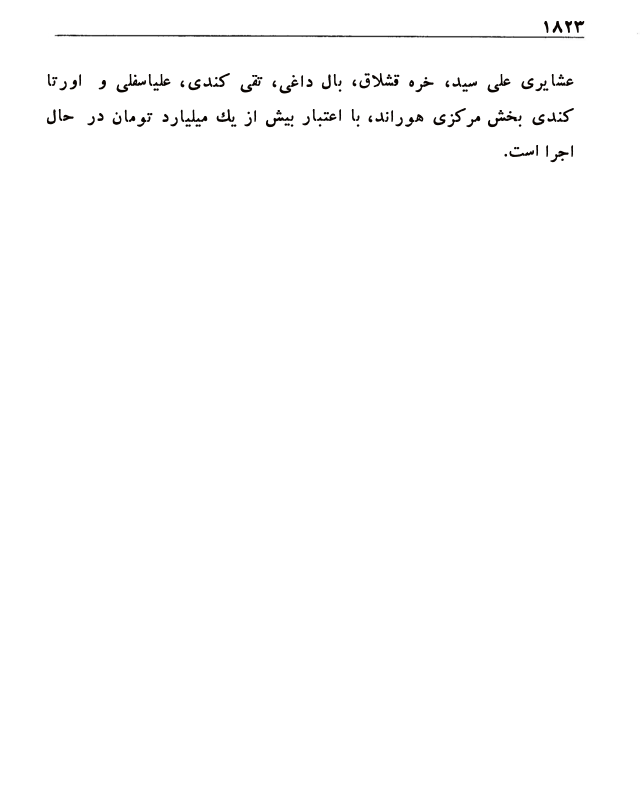 ۱۸۲۳
عشایری علی سید، خره قشلاق، بال داغی، تقی کندی، علیاسفلی و اورتا
کندی بخش مرکزی هوراند، با اعتبار بیش از یك میلیارد تومان در حال
اجرا است.